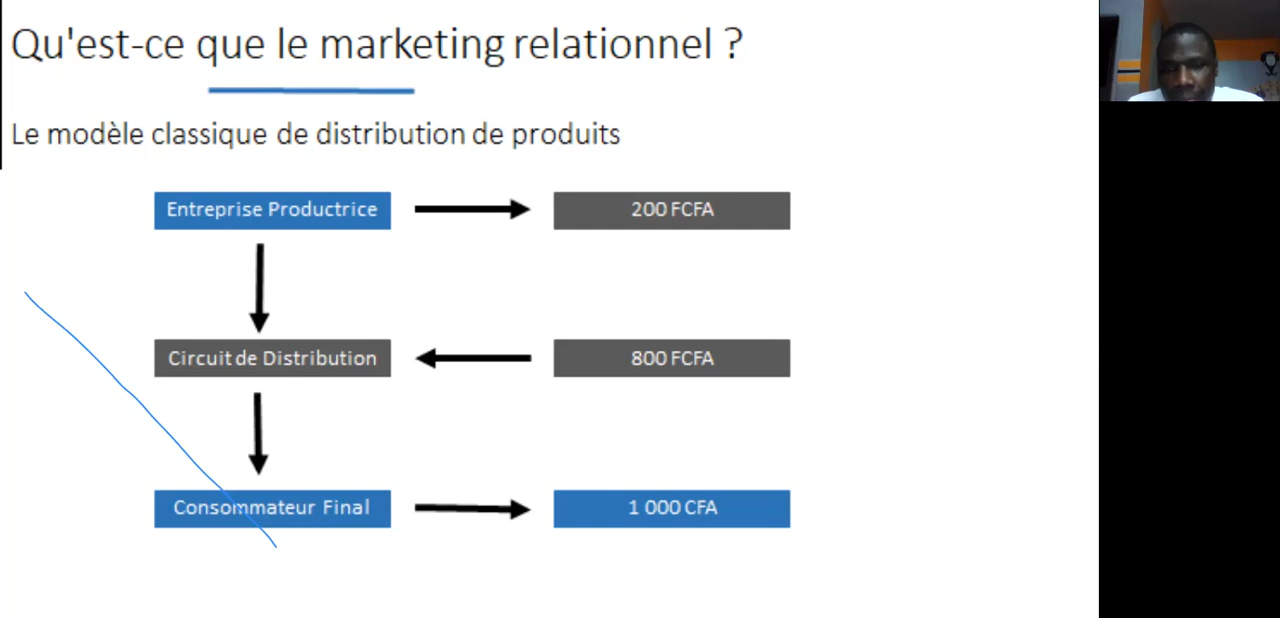 Qu'est-ce que le marketing relationnel ?
Le modèle classique de distribution de produits
Entreprise Productrice
200 FCFA
Circuit de Distribution
800 FCFA
Consommateur Final
1 000 CFA